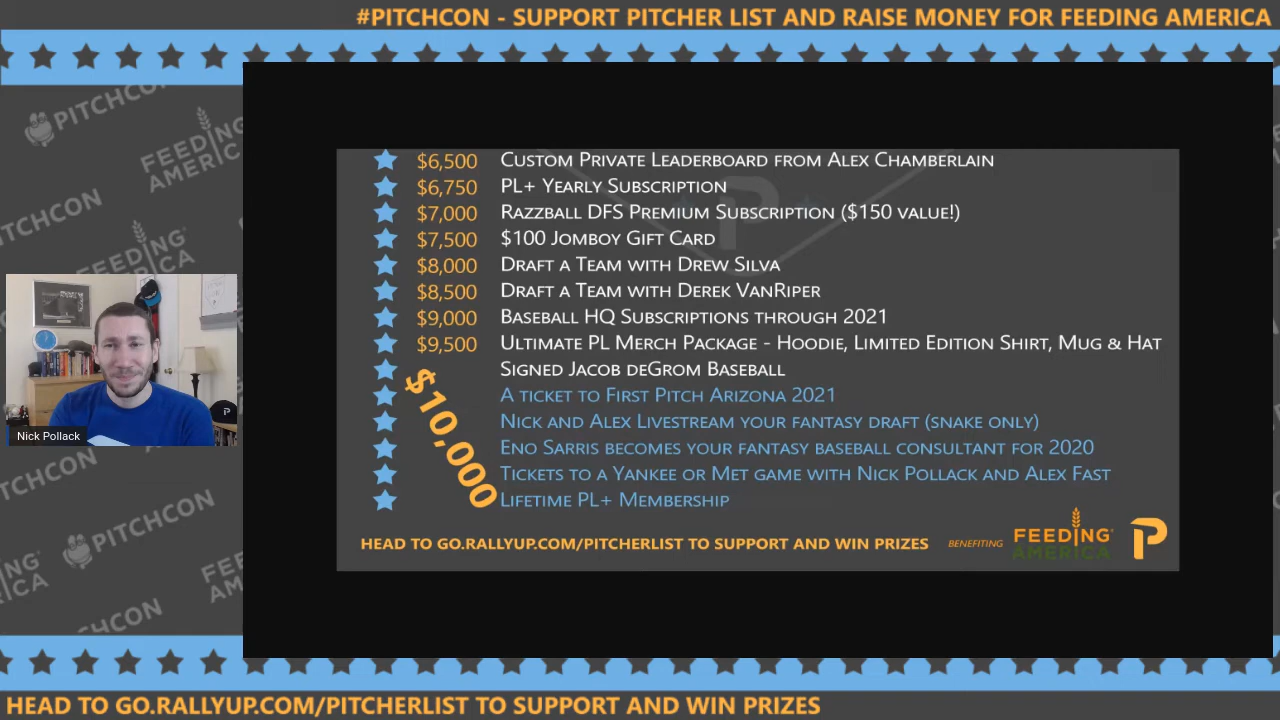 #PITCHCON - SUPPORT PITCHER LIST AND RAISE MONEY FOR FEEDING AMERICA
PITCHCON
FEEDING AMERICA
$6,500 CUSTOM PRIVATE LEADERBOARD FROM ALEX CHAMBERLAIN
$6,750 PL+ YEARLY SUBSCRIPTION
$7,000 RAZZBALL DFS PREMIUM SUBSCRIPTION ($150 VALUE!)
$7,500 $100 JOMBOY GIFT CARD
$8,000 DRAFT A TEAM WITH DREW SILVA
$8,500 DRAFT A TEAM WITH DEREK VANRIPER
$9,000 BASEBALL HQ SUBSCRIPTIONS THROUGH 2021
$9,500 ULTIMATE PL MERCH PACKAGE - HOODIE, LIMITED EDITION SHIRT, MUG & HAT
$10,000
SIGNED JACOB DEGROM BASEBALL
A TICKET TO FIRST PITCH ARIZONA 2021
NICK AND ALEX LIVESTREAM YOUR FANTASY DRAFT (SNAKE ONLY)
ENO SARRIS BECOMES YOUR FANTASY BASEBALL CONSULTANT FOR 2020
TICKETS TO A YANKEE OR MET GAME WITH NICK POLLACK AND ALEX FAST
LIFETIME PL+ MEMBERSHIP
HEAD TO GO.RALLYUP.COM/PITCHERLIST TO SUPPORT AND WIN PRIZES
BENEFITING
FEEDING AMERICA
P
Nick Pollack
PITCHCON
HEAD TO GO.RALLYUP.COM/PITCHERLIST TO SUPPORT AND WIN PRIZES